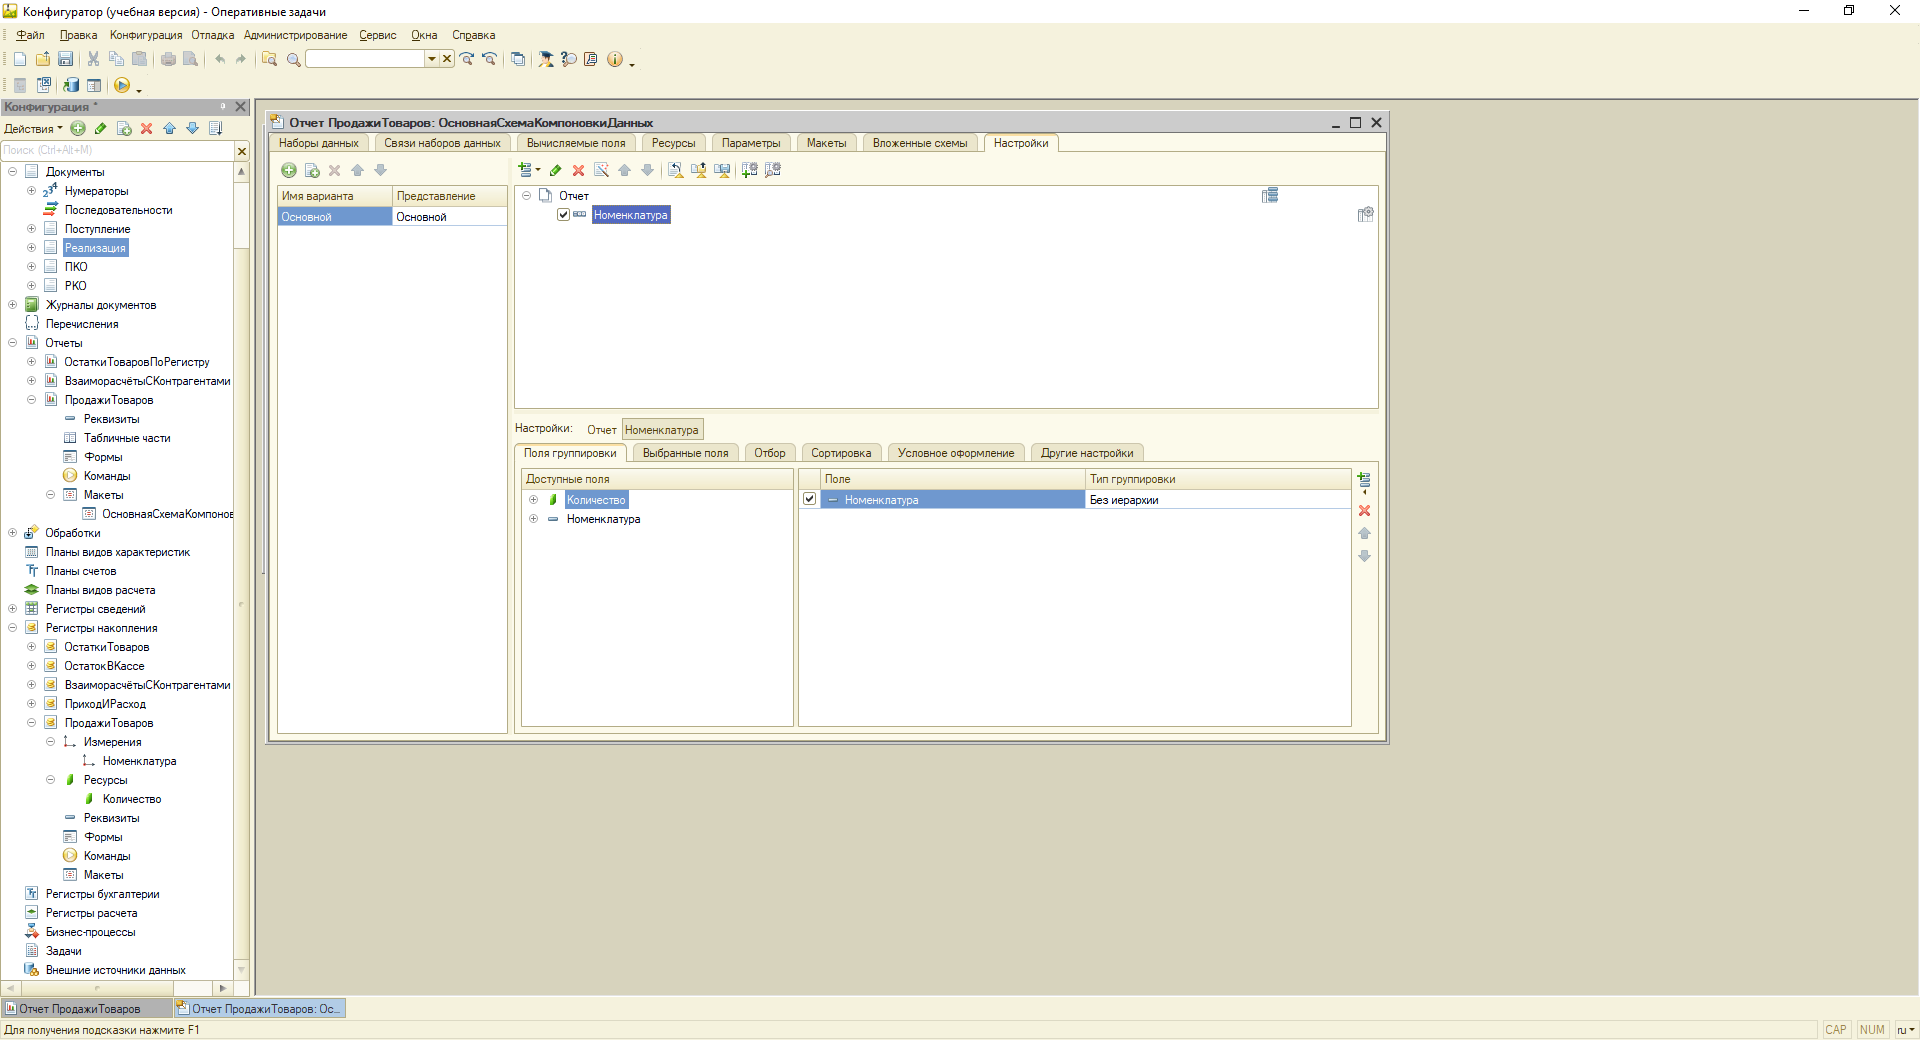 Конфигуратор (учебная версия) - Оперативные задачи
Файл Правка Конфигурация Отладка Администрирование Сервис Окна Справка
Конфигурация *
Действия
Поиск (Ctrl+Alt+M)
Документы
Нумераторы
Последовательности
Поступление
Реализация
ПКО
РКО
Журналы документов
Перечисления
Отчеты
ОстаткиТоваровПоРегистру
ВзаиморасчётыСКонтрагентами
ПродажиТоваров
Реквизиты
Табличные части
Формы
Команды
Макеты
ОсновнаяСхемаКомпонов
Обработки
Планы видов характеристик
Планы счетов
Планы видов расчета
Регистры сведений
Регистры накопления
ОстаткиТоваров
ОстатокВКассе
ВзаиморасчётыСКонтрагентами
ПриходИРасход
ПродажиТоваров
Измерения
Номенклатура
Ресурсы
Количество
Реквизиты
Формы
Команды
Макеты
Регистры бухгалтерии
Регистры расчета
Бизнес-процессы
Задачи
Внешние источники данных
Отчет ПродажиТоваров: ОсновнаяСхемаКомпоновкиДанных
Наборы данных Связи наборов данных Вычисляемые поля Ресурсы Параметры Макеты Вложенные схемы Настройки
Имя варианта Представление
Основной Основной
Отчет
Номенклатура
Настройки: Отчет Номенклатура
Поля группировки Выбранные поля Отбор Сортировка Условное оформление Другие настройки
Доступные поля
Количество
Номенклатура
Поле Тип группировки
Номенклатура Без иерархии
Отчет ПродажиТоваров Отчет ПродажиТоваров: Ос...
Для получения подсказки нажмите F1 CAP NUM ru